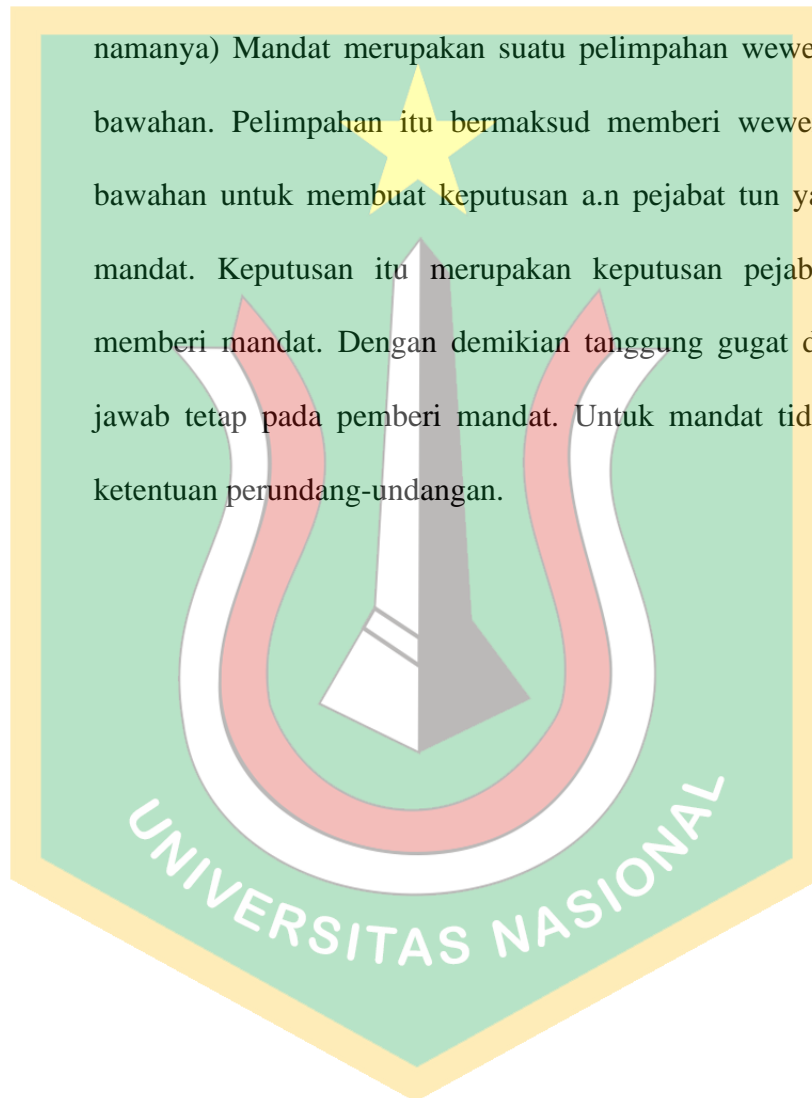 namanya) Mandat merupakan suatu pelimpahan wewe
bawahan. Pelimpahan itu bermaksud memberi wewe
bawahan untuk membuat keputusan a.n pejabat tun ya
mandat. Keputusan itu merupakan keputusan pejab
memberi mandat. Dengan demikian tanggung gugat d
jawab tetap pada pemberi mandat. Untuk mandat tid
ketentuan perundang-undangan.
UNIVERSITAS NASIONAL